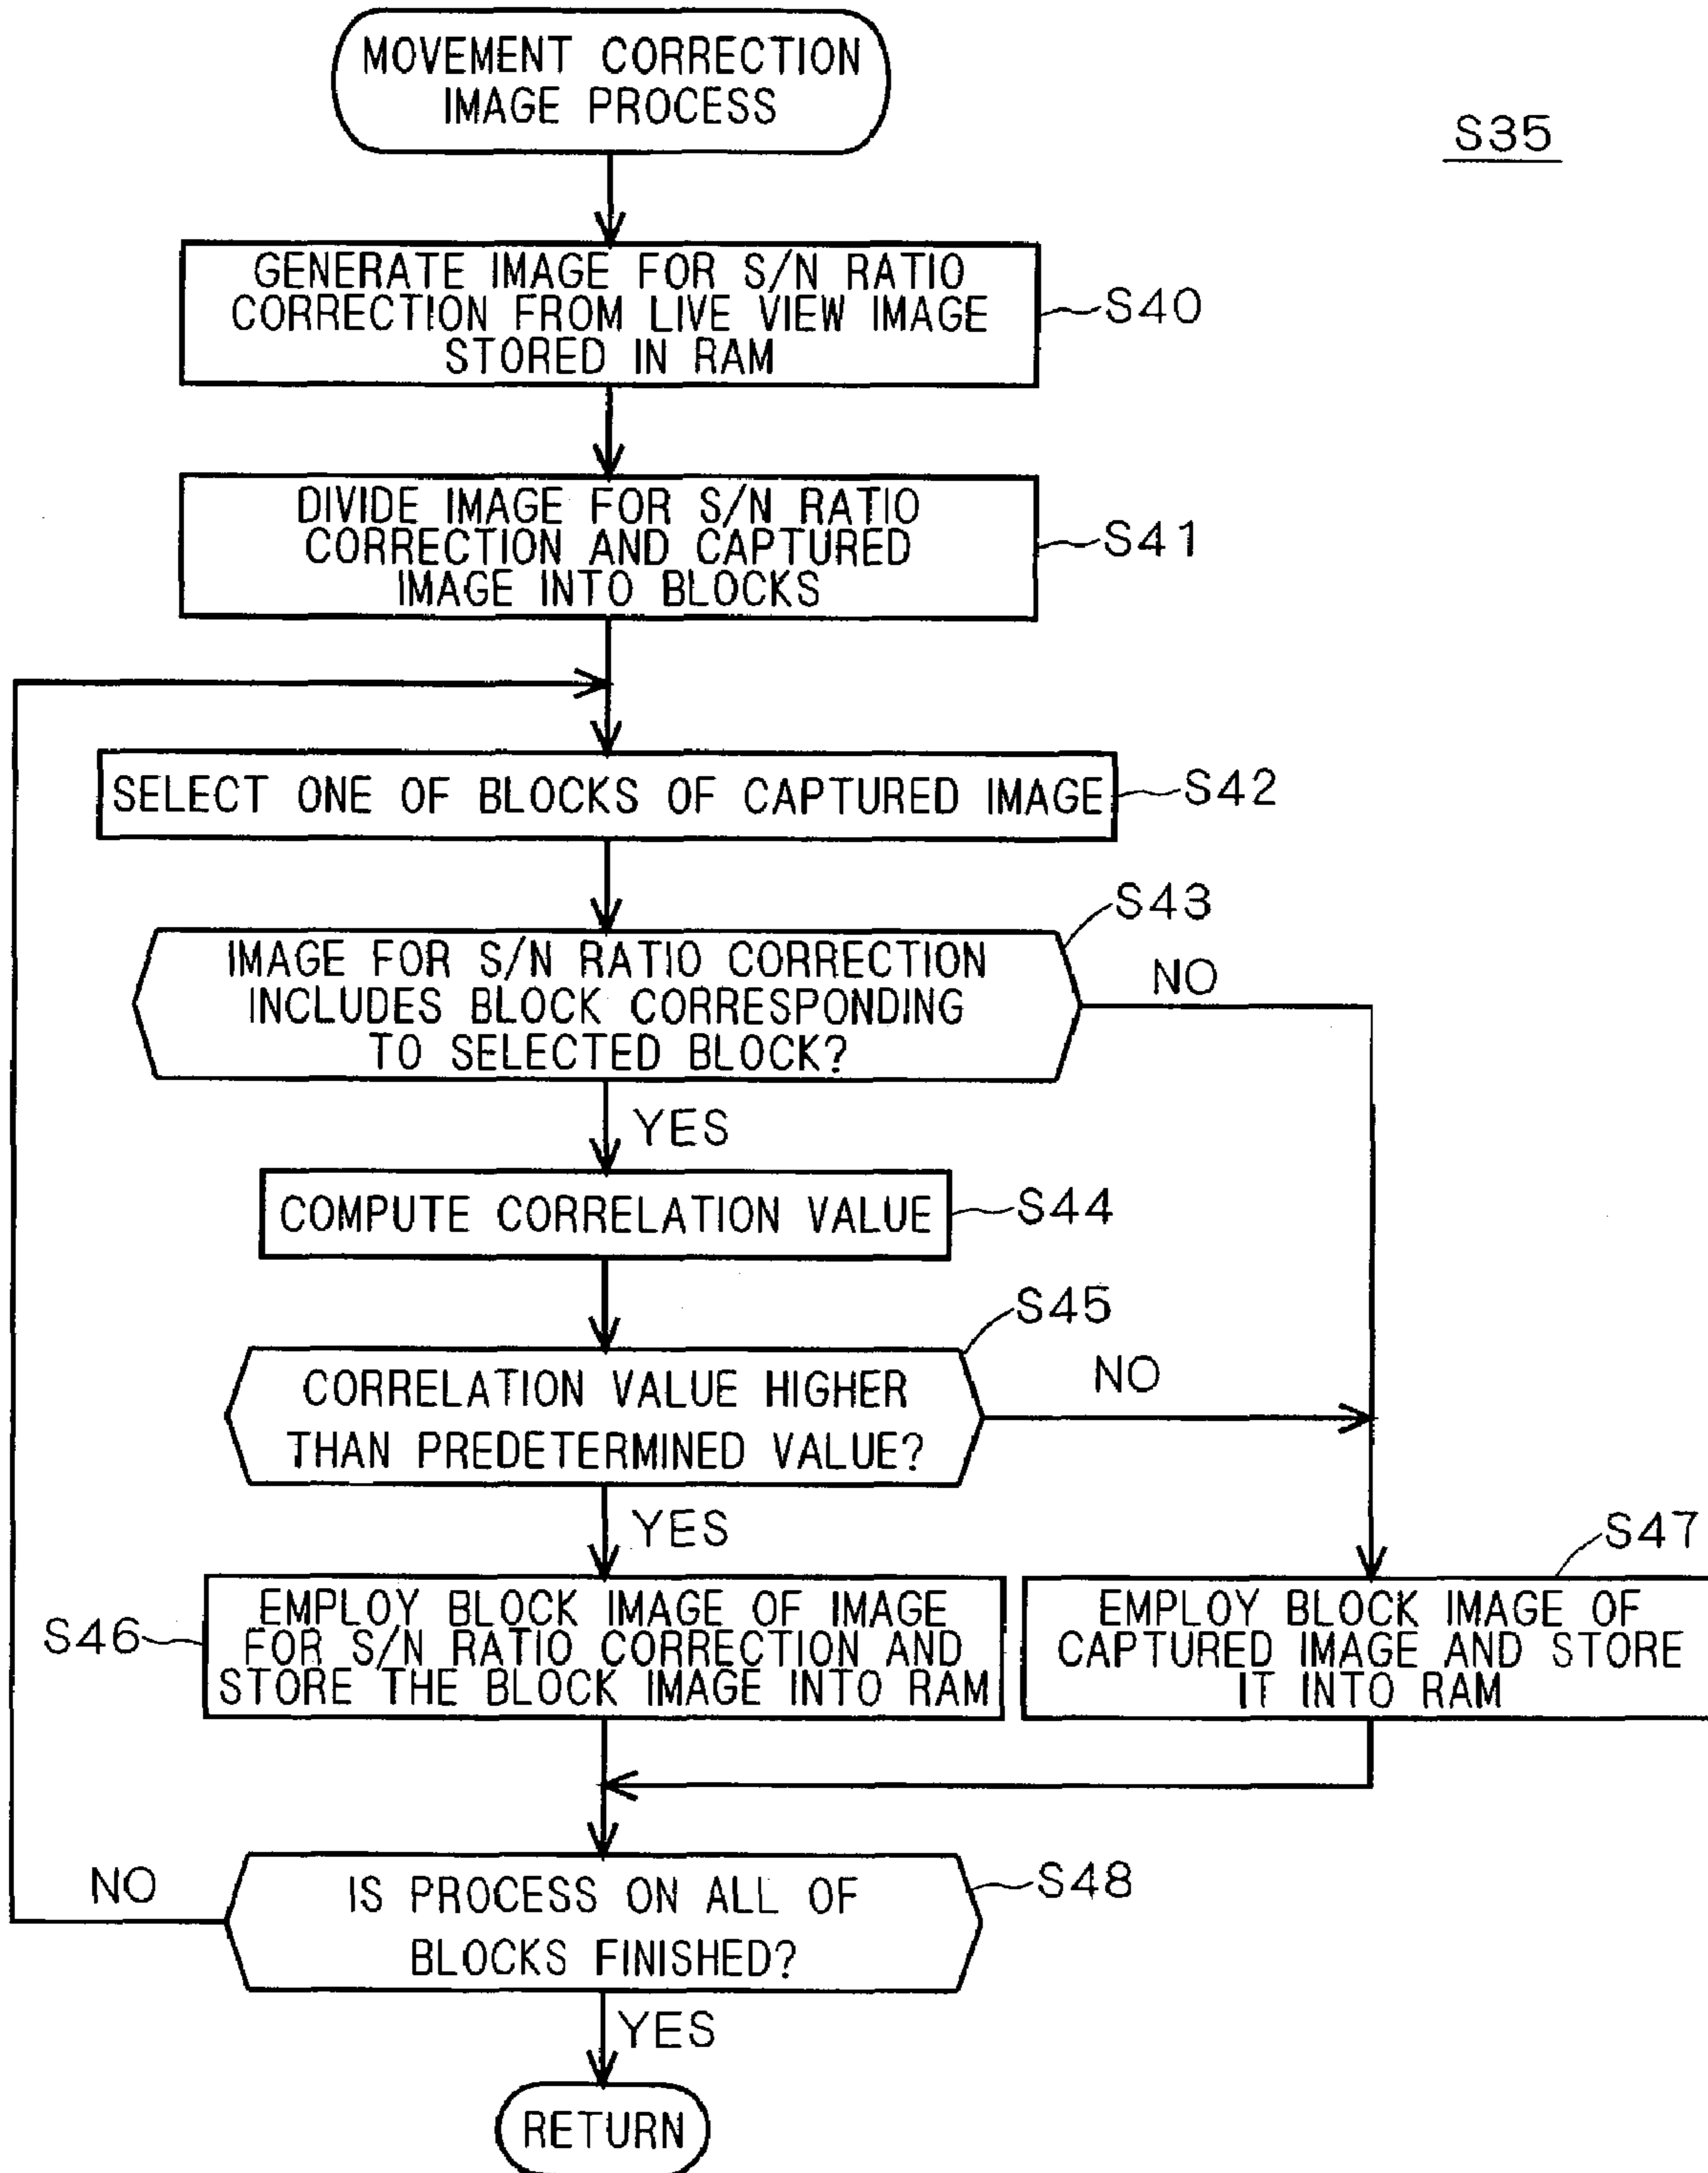 MOVEMENT CORRECTION
IMAGE PROCESS
S35
GENERATE IMAGE FOR S/N RATIO
CORRECTION FROM LIVE VIEW IMAGE
STORED IN RAM
S40
DIVIDE IMAGE FOR S/N RATIO
CORRECTION AND CAPTURED
IMAGE INTO BLOCKS
S41
SELECT ONE OF BLOCKS OF CAPTURED IMAGE
S42
S43
IMAGE FOR S/N RATIO CORRECTION
INCLUDES BLOCK CORRESPONDING
TO SELECTED BLOCK?
NO
YES
COMPUTE CORRELATION VALUE
S44
S45
CORRELATION VALUE HIGHER
THAN PREDETERMINED VALUE?
NO
YES
S46
EMPLOY BLOCK IMAGE OF IMAGE
FOR S/N RATIO CORRECTION AND
STORE THE BLOCK IMAGE INTO RAM
S47
EMPLOY BLOCK IMAGE OF
CAPTURED IMAGE AND STORE
IT INTO RAM
NO
IS PROCESS ON ALL OF
BLOCKS FINISHED?
S48
YES
RETURN